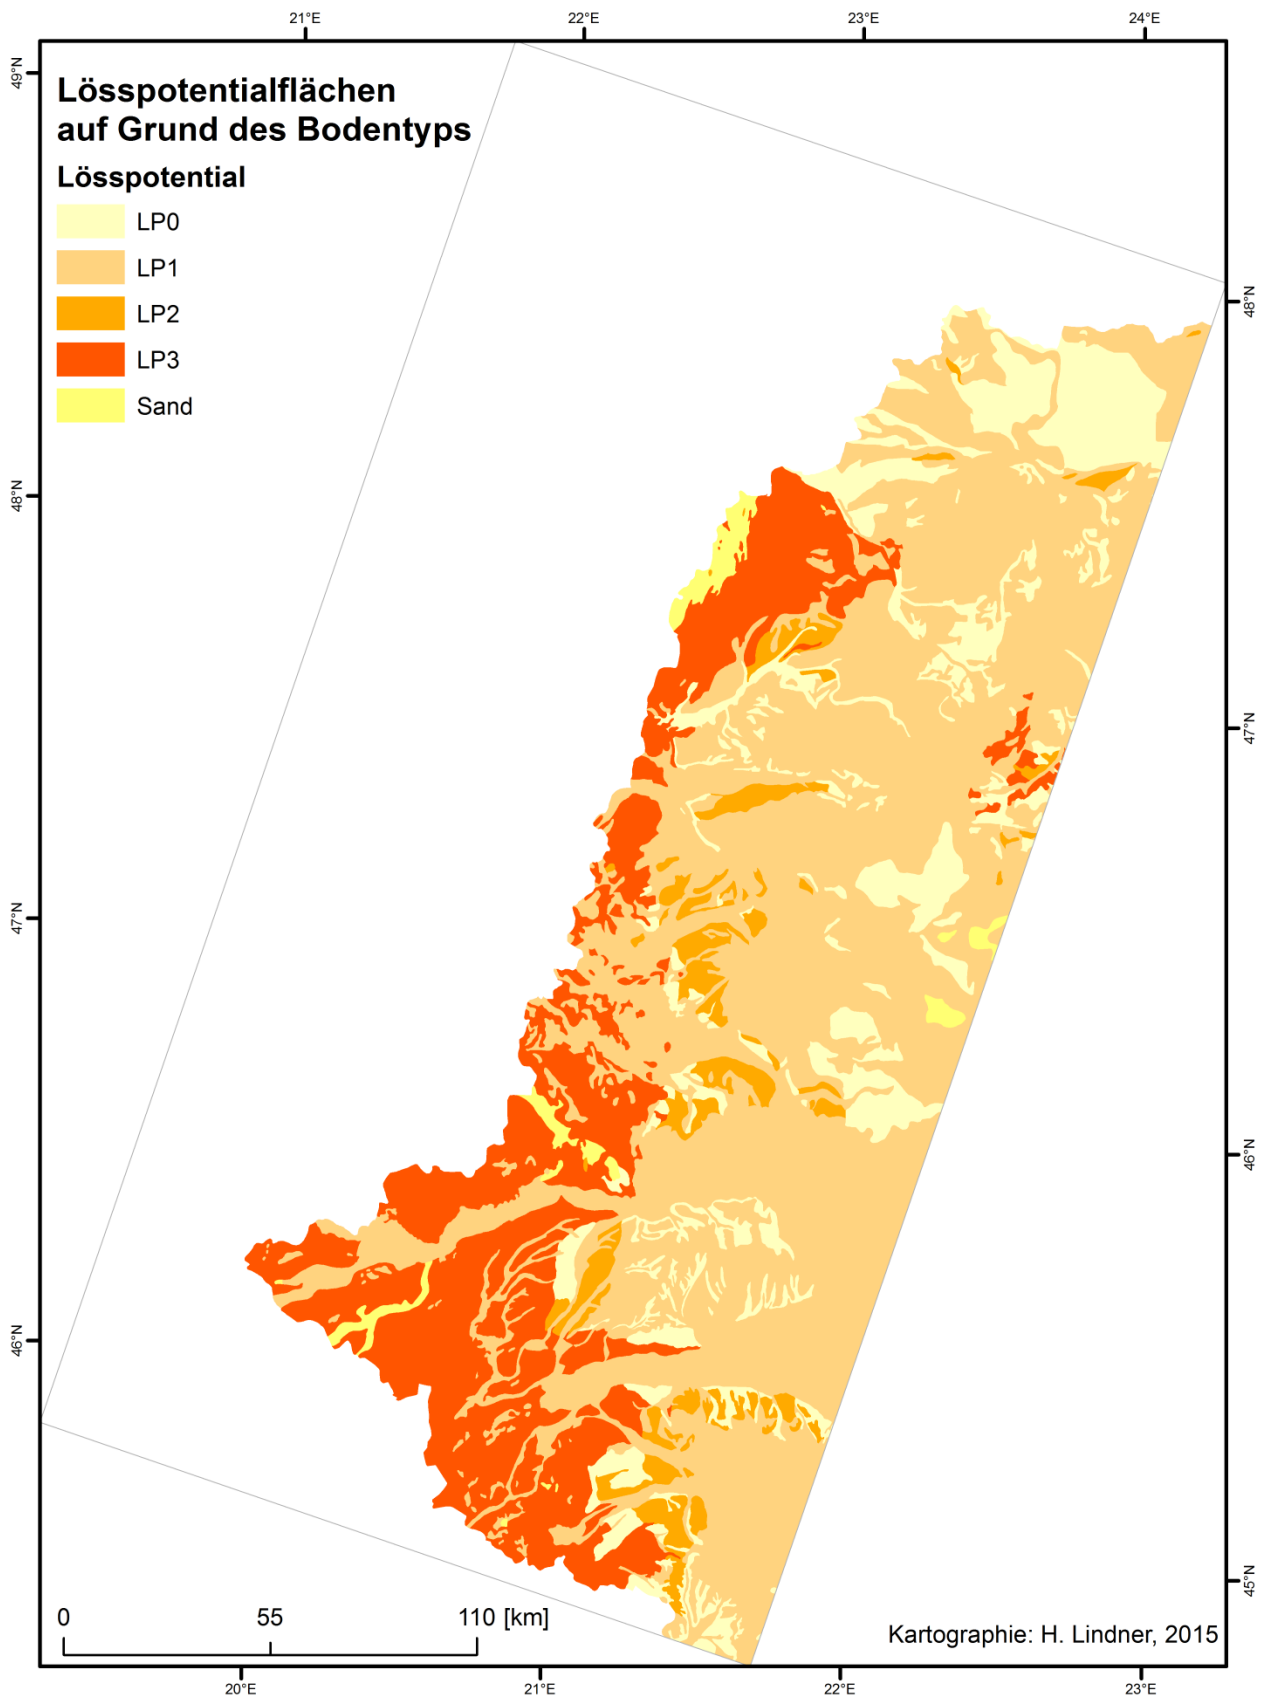 21°E 22°E 23°E 24°E
49°N
Lösspotentialflächen
auf Grund des Bodentyps
Lösspotential
LP0
LP1
LP2
LP3
Sand
48°N
48°N
47°N
47°N
46°N
46°N
45°N
0 55 110 [km]
Kartographie: H. Lindner, 2015
20°E 21°E 22°E 23°E